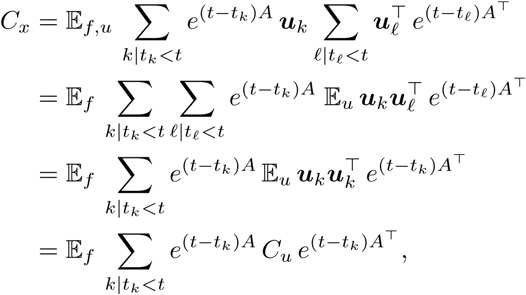 $C_x = \mathbb{E}_{f,u} \sum_{k|t_k<t} e^{(t-t_k)A} \, \boldsymbol{u}_k \sum_{\ell|t_\ell<t} \boldsymbol{u}_\ell^\top \, e^{(t-t_\ell)A^\top}$
$= \mathbb{E}_f \sum_{k|t_k<t} \sum_{\ell|t_\ell<t} e^{(t-t_k)A} \, \mathbb{E}_u \, \boldsymbol{u}_k \boldsymbol{u}_\ell^\top \, e^{(t-t_\ell)A^\top}$
$= \mathbb{E}_f \sum_{k|t_k<t} e^{(t-t_k)A} \, \mathbb{E}_u \, \boldsymbol{u}_k \boldsymbol{u}_k^\top \, e^{(t-t_k)A^\top}$
$= \mathbb{E}_f \sum_{k|t_k<t} e^{(t-t_k)A} \, C_u \, e^{(t-t_k)A^\top},$